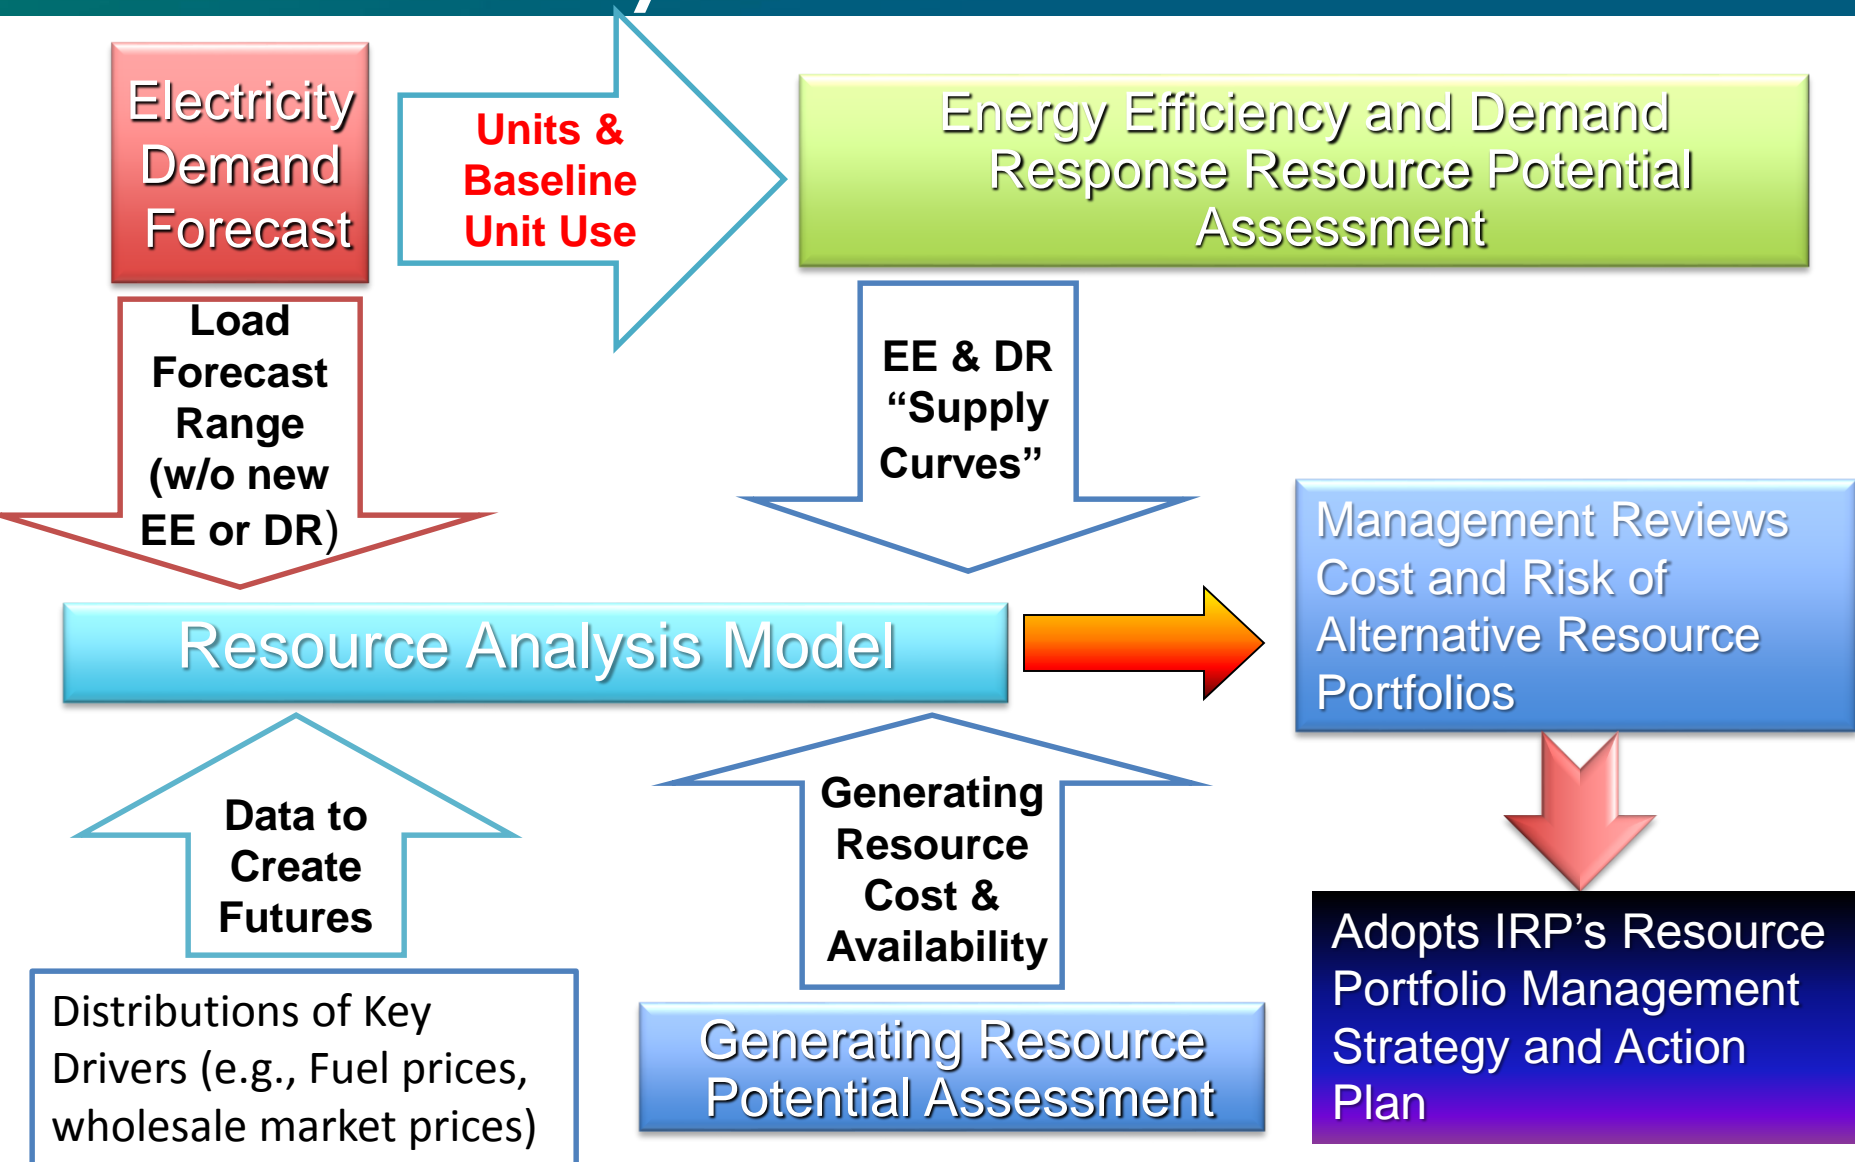 Electricity
Demand
Forecast
Units &
Baseline
Unit Use
Energy Efficiency and Demand
Response Resource Potential
Assessment
Load
Forecast
Range
(w/o new
EE or DR)
EE & DR
“Supply
Curves”
Management Reviews
Cost and Risk of
Alternative Resource
Portfolios
Resource Analysis Model
Data to
Create
Futures
Generating
Resource
Cost &
Availability
Adopts IRP’s Resource
Portfolio Management
Strategy and Action
Plan
Distributions of Key
Drivers (e.g., Fuel prices,
wholesale market prices)
Generating Resource
Potential Assessment